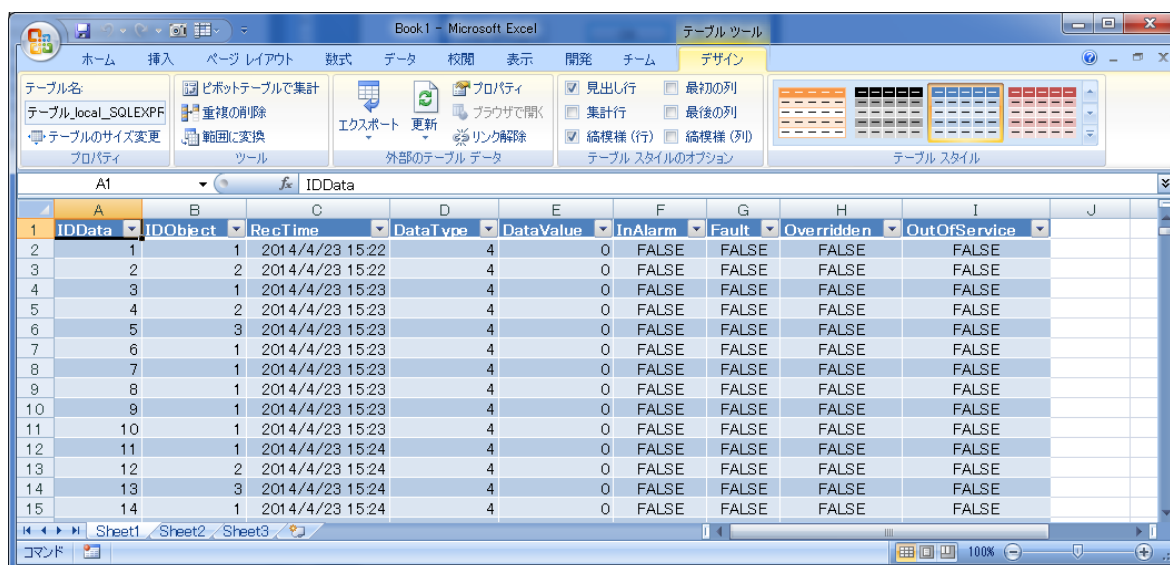 Book1 - Microsoft Excel
テーブル ツール
ホーム 挿入 ページ レイアウト 数式 データ 校閲 表示 開発 チーム デザイン
テーブル名:
テーブル_local_SQLEXPR
テーブルのサイズ変更
プロパティ
ピボットテーブルで集計
重複の削除
範囲に変換
ツール
エクスポート
更新
プロパティ
ブラウザで開く
リンク解除
外部のテーブル データ
見出し行
集計行
縞模様 (行)
最初の列
最後の列
縞模様 (列)
テーブル スタイルのオプション
テーブル スタイル
A1 fx IDData
A B C D E F G H I J
1 IDData IDObject RecTime DataType DataValue InAlarm Fault Overridden OutOfService
2 1 1 2014/4/23 15:22 4 0 FALSE FALSE FALSE FALSE
3 2 2 2014/4/23 15:22 4 0 FALSE FALSE FALSE FALSE
4 3 1 2014/4/23 15:23 4 0 FALSE FALSE FALSE FALSE
5 4 2 2014/4/23 15:23 4 0 FALSE FALSE FALSE FALSE
6 5 3 2014/4/23 15:23 4 0 FALSE FALSE FALSE FALSE
7 6 1 2014/4/23 15:23 4 0 FALSE FALSE FALSE FALSE
8 7 1 2014/4/23 15:23 4 0 FALSE FALSE FALSE FALSE
9 8 1 2014/4/23 15:23 4 0 FALSE FALSE FALSE FALSE
10 9 1 2014/4/23 15:23 4 0 FALSE FALSE FALSE FALSE
11 10 1 2014/4/23 15:23 4 0 FALSE FALSE FALSE FALSE
12 11 1 2014/4/23 15:24 4 0 FALSE FALSE FALSE FALSE
13 12 2 2014/4/23 15:24 4 0 FALSE FALSE FALSE FALSE
14 13 3 2014/4/23 15:24 4 0 FALSE FALSE FALSE FALSE
15 14 1 2014/4/23 15:24 4 0 FALSE FALSE FALSE FALSE
Sheet1 Sheet2 Sheet3
コマンド 100%